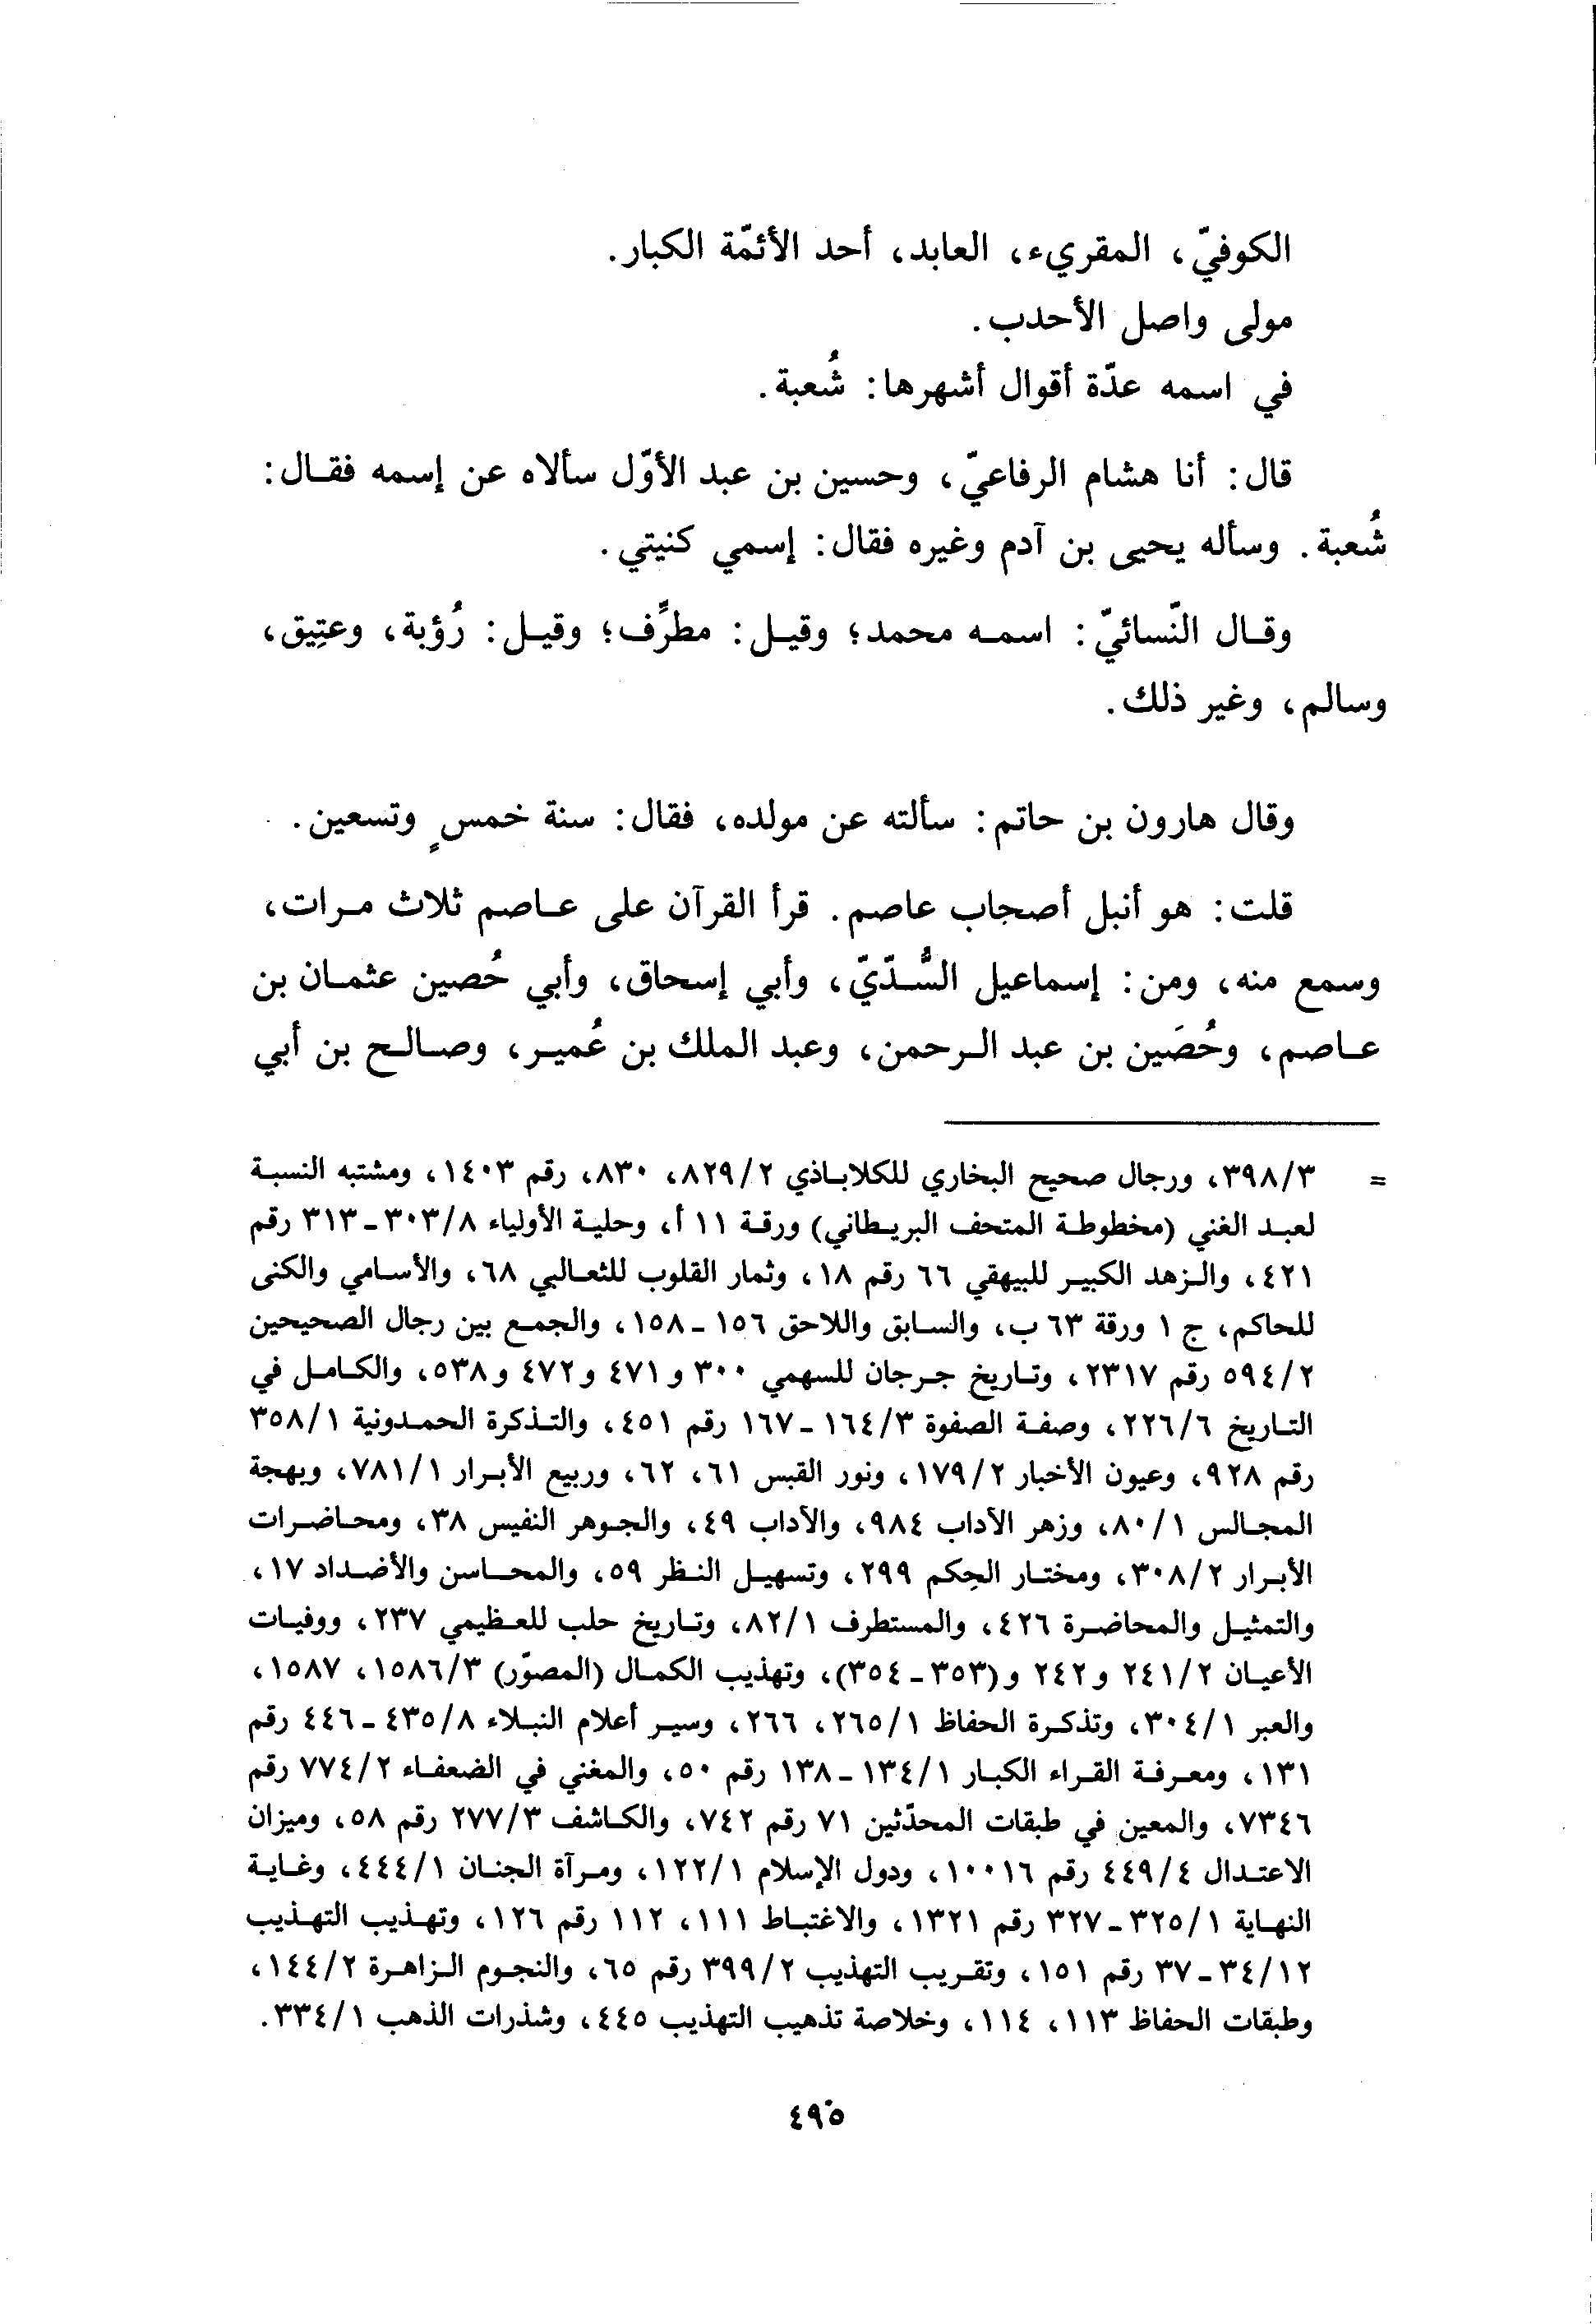 الكوفيّ، المقريء، العابد، أحد الأئمّة الكبار.
مولى واصل الأحدب.
في اسمه عدّة أقوال أشهرها: شُعبة.
قال: أنا هشام الرفاعيّ، وحسين بن عبد الأوّل سألاه عن إسمه فقال:
شُعبة. وسأله يحيى بن آدم وغيره فقال: إسمي كنيتي.
وقال النّسائيّ: اسمه محمد؛ وقيل: مطرِّف؛ وقيل: رُؤبة، وعتِيق،
وسالم، وغير ذلك.
وقال هارون بن حاتم: سألته عن مولده، فقال: سنة خمسٍ وتسعين.
قلت: هو أنبل أصجاب عاصم. قرأ القرآن على عاصم ثلاث مرات،
وسمع منه، ومن: إسماعيل السُّدّيّ، وأبي إسحاق، وأبي حُصين عثمان بن
عاصم، وحُصَين بن عبد الرحمن، وعبد الملك بن عُمير، وصالح بن أبي
= ٣٩٨/٣، ورجال صحيح البخاري للكلاباذي ٨٢٩/٢، ٨٣٠، رقم ١٤٠٣، ومشتبه النسبة
لعبد الغني (مخطوطة المتحف البريطاني) ورقة ١١ أ، وحلية الأولياء ٣٠٣/٨ - ٣١٣ رقم
٤٢١، والزهد الكبير للبيهقي ٦٦ رقم ١٨، وثمار القلوب للثعالبي ٦٨، والأسامي والكنى
للحاكم، ج ١ ورقة ٦٣ ب، والسابق واللاحق ١٥٦ - ١٥٨، والجمع بين رجال الصحيحين
٥٩٤/٢ رقم ٢٣١٧، وتاريخ جرجان للسهمي ٣٠٠ و ٤٧١ و ٤٧٢ و ٥٣٨، والكامل في
التاريخ ٢٢٦/٦، وصفة الصفوة ١٦٤/٣ - ١٦٧ رقم ٤٥١، والتذكرة الحمدونية ٣٥٨/١
رقم ٩٢٨، وعيون الأخبار ١٧٩/٢، ونور القبس ٦١، ٦٢، وربيع الأبرار ٧٨١/١، وبهجة
المجالس ٨٠/١، وزهر الآداب ٩٨٤، والآداب ٤٩، والجوهر النفيس ٣٨، ومحاضرات
الأبرار ٣٠٨/٢، ومختار الحِكم ٢٩٩، وتسهيل النظر ٥٩، والمحاسن والأضداد ١٧،
والتمثيل والمحاضرة ٤٢٦، والمستطرف ٨٢/١، وتاريخ حلب للعظيمي ٢٣٧، ووفيات
الأعيان ٢٤١/٢ و ٢٤٢ و (٣٥٣ - ٣٥٤)، وتهذيب الكمال (المصوّر) ١٥٨٦/٣، ١٥٨٧،
والعبر ٣٠٤/١، وتذكرة الحفاظ ٢٦٥/١، ٢٦٦، وسير أعلام النبلاء ٤٣٥/٨ - ٤٤٦ رقم
١٣١، ومعرفة القراء الكبار ١٣٤/١ - ١٣٨ رقم ٥٠، والمغني في الضعفاء ٧٧٤/٢ رقم
٧٣٤٦، والمعين في طبقات المحدّثين ٧١ رقم ٧٤٢، والكاشف ٢٧٧/٣ رقم ٥٨، وميزان
الاعتدال ٤٤٩/٤ رقم ١٠٠١٦، ودول الإسلام ١٢٢/١، ومرآة الجنان ٤٤٤/١، وغاية
النهاية ٣٢٥/١ - ٣٢٧ رقم ١٣٢١، والاغتباط ١١١، ١١٢ رقم ١٢٦، وتهذيب التهذيب
٣٤/١٢ - ٣٧ رقم ١٥١، وتقريب التهذيب ٣٩٩/٢ رقم ٦٥، والنجوم الزاهرة ١٤٤/٢،
وطبقات الحفاظ ١١٣، ١١٤، وخلاصة تذهيب التهذيب ٤٤٥، وشذرات الذهب ٣٣٤/١.
٤٩٥